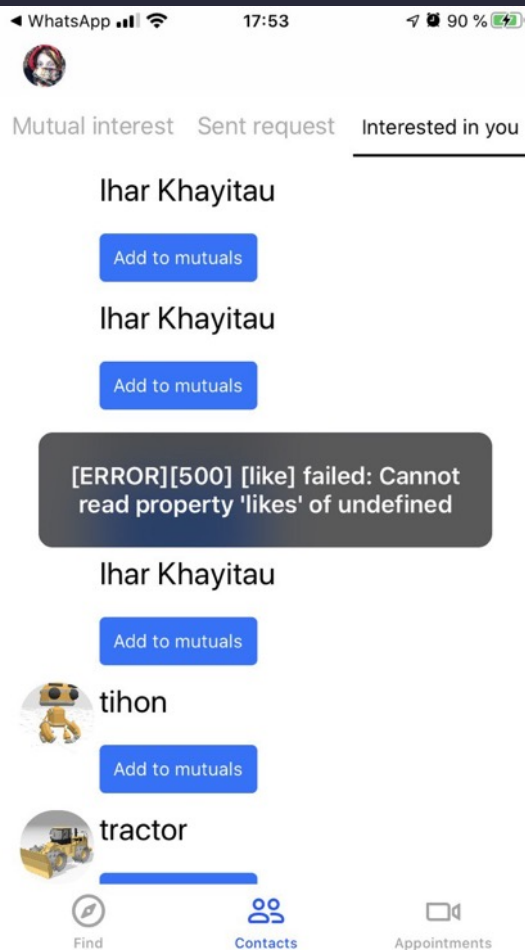 WhatsApp
17:53
90 %
Mutual interest Sent request Interested in you
Ihar Khayitau
Add to mutuals
Ihar Khayitau
Add to mutuals
[ERROR][500] [like] failed: Cannot
read property 'likes' of undefined
Ihar Khayitau
Add to mutuals
tihon
Add to mutuals
tractor
Find Contacts Appointments